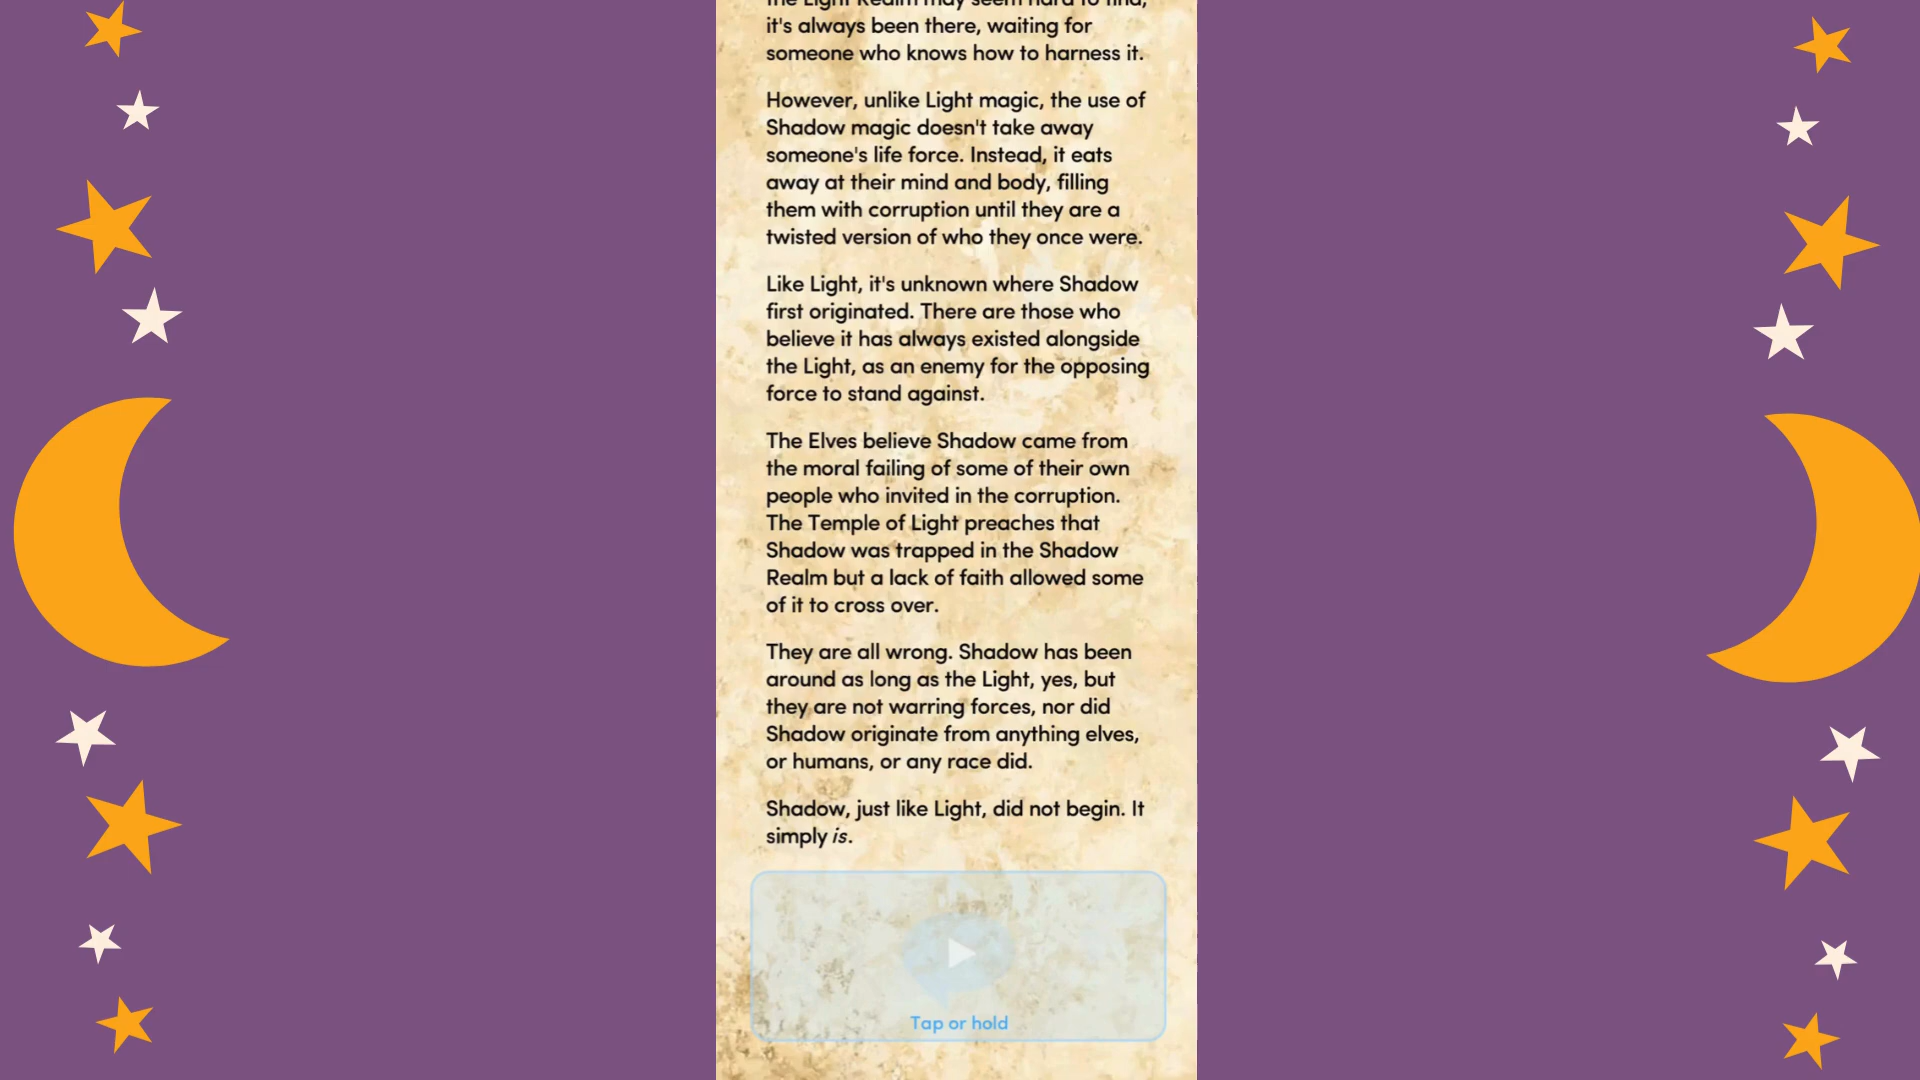 the Light Realm may seem hard to find,
it's always been there, waiting for
someone who knows how to harness it.
However, unlike Light magic, the use of
Shadow magic doesn't take away
someone's life force. Instead, it eats
away at their mind and body, filling
them with corruption until they are a
twisted version of who they once were.
Like Light, it's unknown where Shadow
first originated. There are those who
believe it has always existed alongside
the Light, as an enemy for the opposing
force to stand against.
The Elves believe Shadow came from
the moral failing of some of their own
people who invited in the corruption.
The Temple of Light preaches that
Shadow was trapped in the Shadow
Realm but a lack of faith allowed some
of it to cross over.
They are all wrong. Shadow has been
around as long as the Light, yes, but
they are not warring forces, nor did
Shadow originate from anything elves,
or humans, or any race did.
Shadow, just like Light, did not begin. It
simply is.
Tap or hold